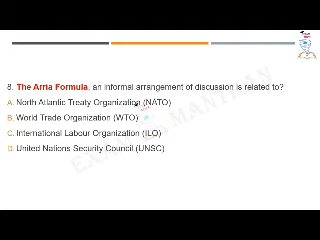 8. The Arria Formula, an informal arrangement of discussion is related to?
A. North Atlantic Treaty Organization (NATO)
B. World Trade Organization (WTO)
C. International Labour Organization (ILO)
D. United Nations Security Council (UNSC)